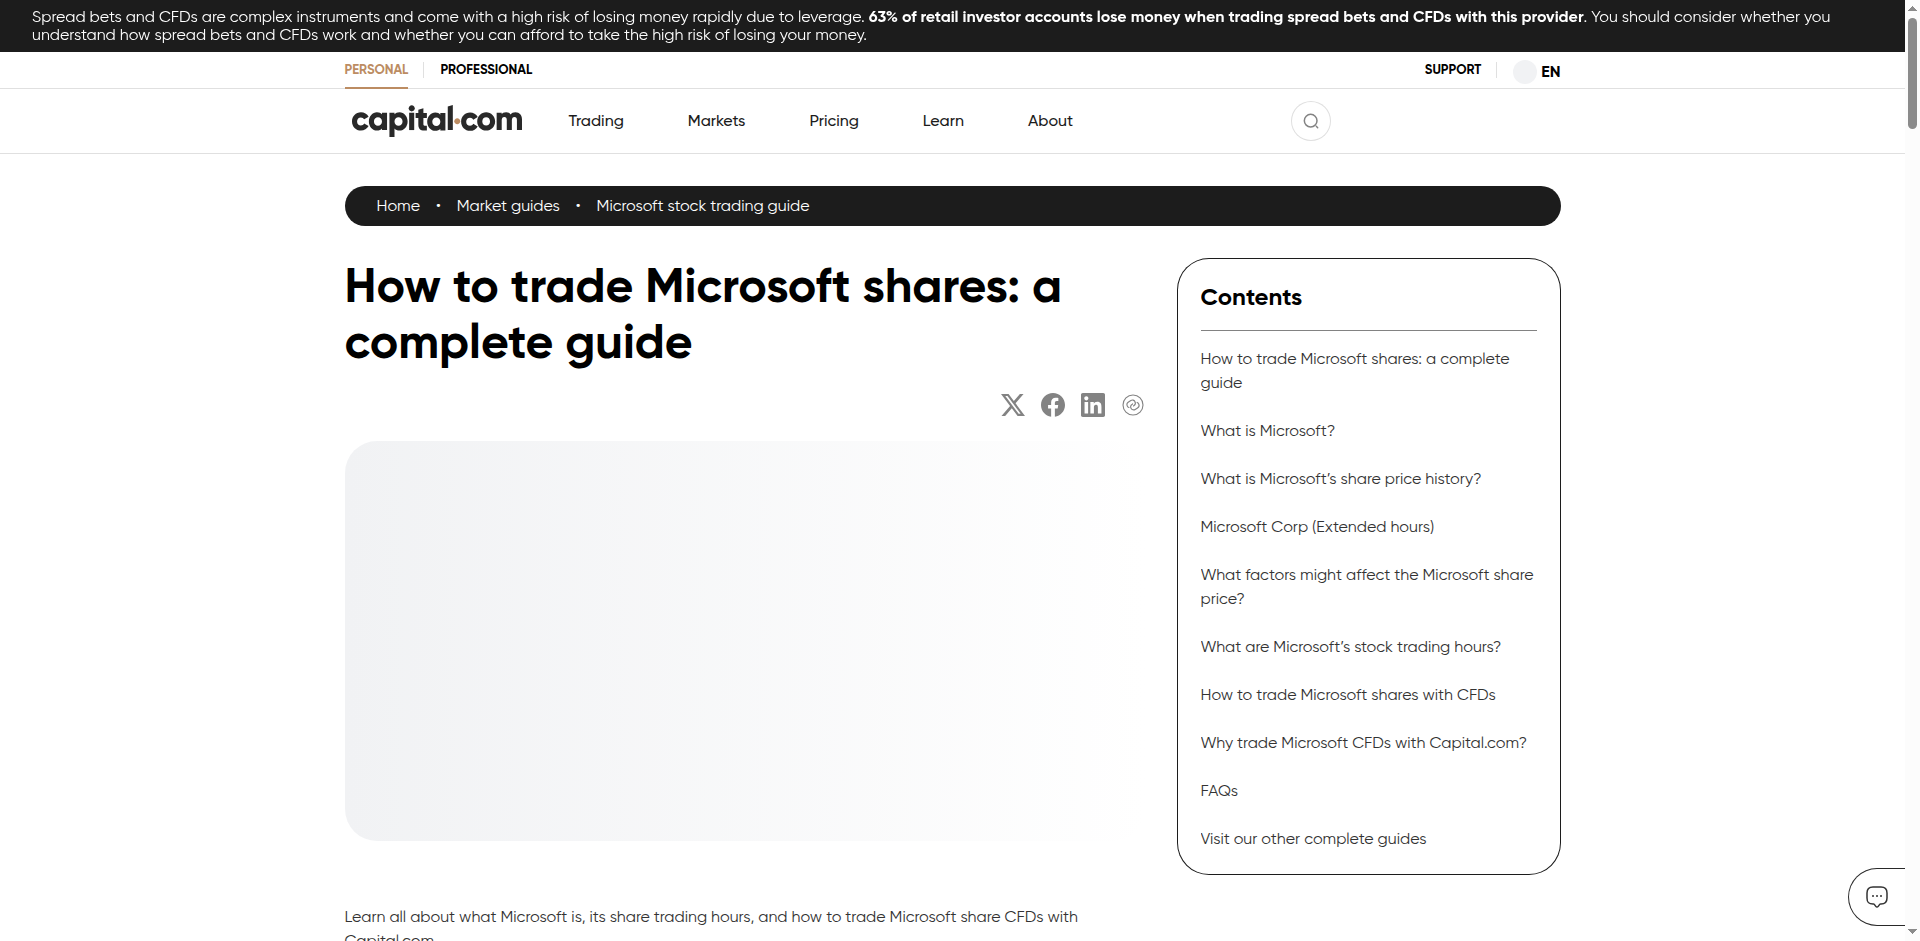 Spread bets and CFDs are complex instruments and come with a high risk of losing money rapidly due to leverage. 63% of retail investor accounts lose money when trading spread bets and CFDs with this provider. You should consider whether you
understand how spread bets and CFDs work and whether you can afford to take the high risk of losing your money.
PERSONAL PROFESSIONAL SUPPORT EN
capital.com Trading Markets Pricing Learn About
Home • Market guides • Microsoft stock trading guide
How to trade Microsoft shares: a
complete guide
Contents
How to trade Microsoft shares: a complete
guide
What is Microsoft?
What is Microsoft's share price history?
Microsoft Corp (Extended hours)
What factors might affect the Microsoft share
price?
What are Microsoft's stock trading hours?
How to trade Microsoft shares with CFDs
Why trade Microsoft CFDs with Capital.com?
FAQs
Visit our other complete guides
Learn all about what Microsoft is, its share trading hours, and how to trade Microsoft share CFDs with
Capital.com